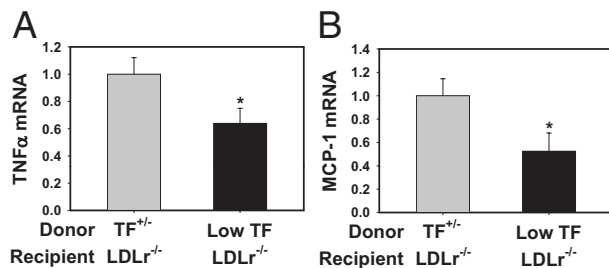 A
TNFα mRNA
1.2
1.0
0.8
0.6
0.4
0.2
0.0
*
Donor TF+/- Low TF
Recipient LDLr-/- LDLr-/-
B
MCP-1 mRNA
1.4
1.2
1.0
0.8
0.6
0.4
0.2
0.0
*
Donor TF+/- Low TF
Recipient LDLr-/- LDLr-/-